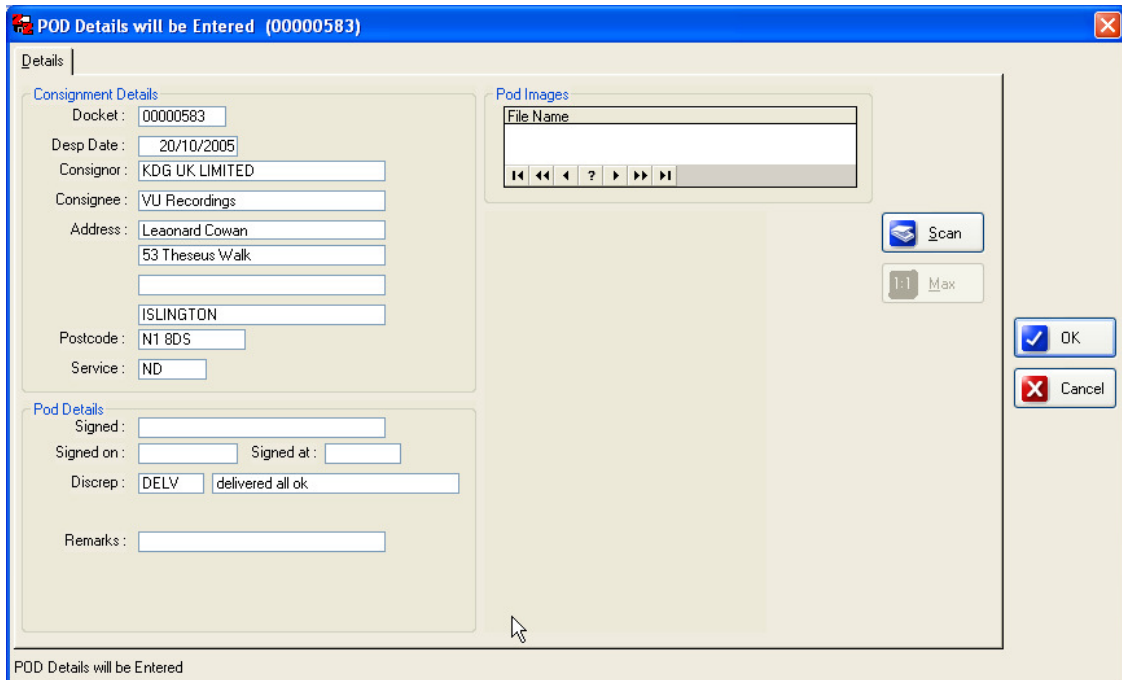 POD Details will be Entered (00000583)
Details
Consignment Details
Docket : 00000583
Desp Date : 20/10/2005
Consignor : KDG UK LIMITED
Consignee : VU Recordings
Address : Leaonard Cowan
53 Theseus Walk
ISLINGTON
Postcode : N1 8DS
Service : ND
Pod Details
Signed :
Signed on : Signed at :
Discrep : DELV delivered all ok
Remarks :
Pod Images
File Name
?
Scan
1:1 Max
OK
Cancel
POD Details will be Entered